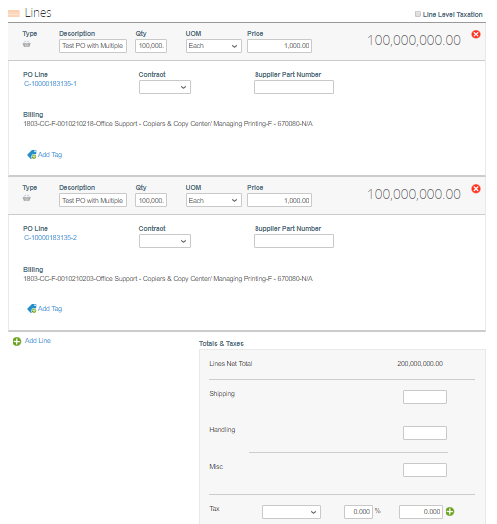 Lines
Line Level Taxation
Type Description Qty UOM Price
Test PO with Multiple 100,000. Each 1,000.00 100,000,000.00
PO Line Contract Supplier Part Number
C-10000183135-1
Billing
1803-CC-F-0010210218-Office Support - Copiers & Copy Center/ Managing Printing-F - 670080-N/A
Add Tag
Type Description Qty UOM Price
Test PO with Multiple 100,000. Each 1,000.00 100,000,000.00
PO Line Contract Supplier Part Number
C-10000183135-2
Billing
1803-CC-F-0010210203-Office Support - Copiers & Copy Center/ Managing Printing-F - 670080-N/A
Add Tag
Add Line
Totals & Taxes
Lines Net Total 200,000,000.00
Shipping
Handling
Misc
Tax 0.000 % 0.000